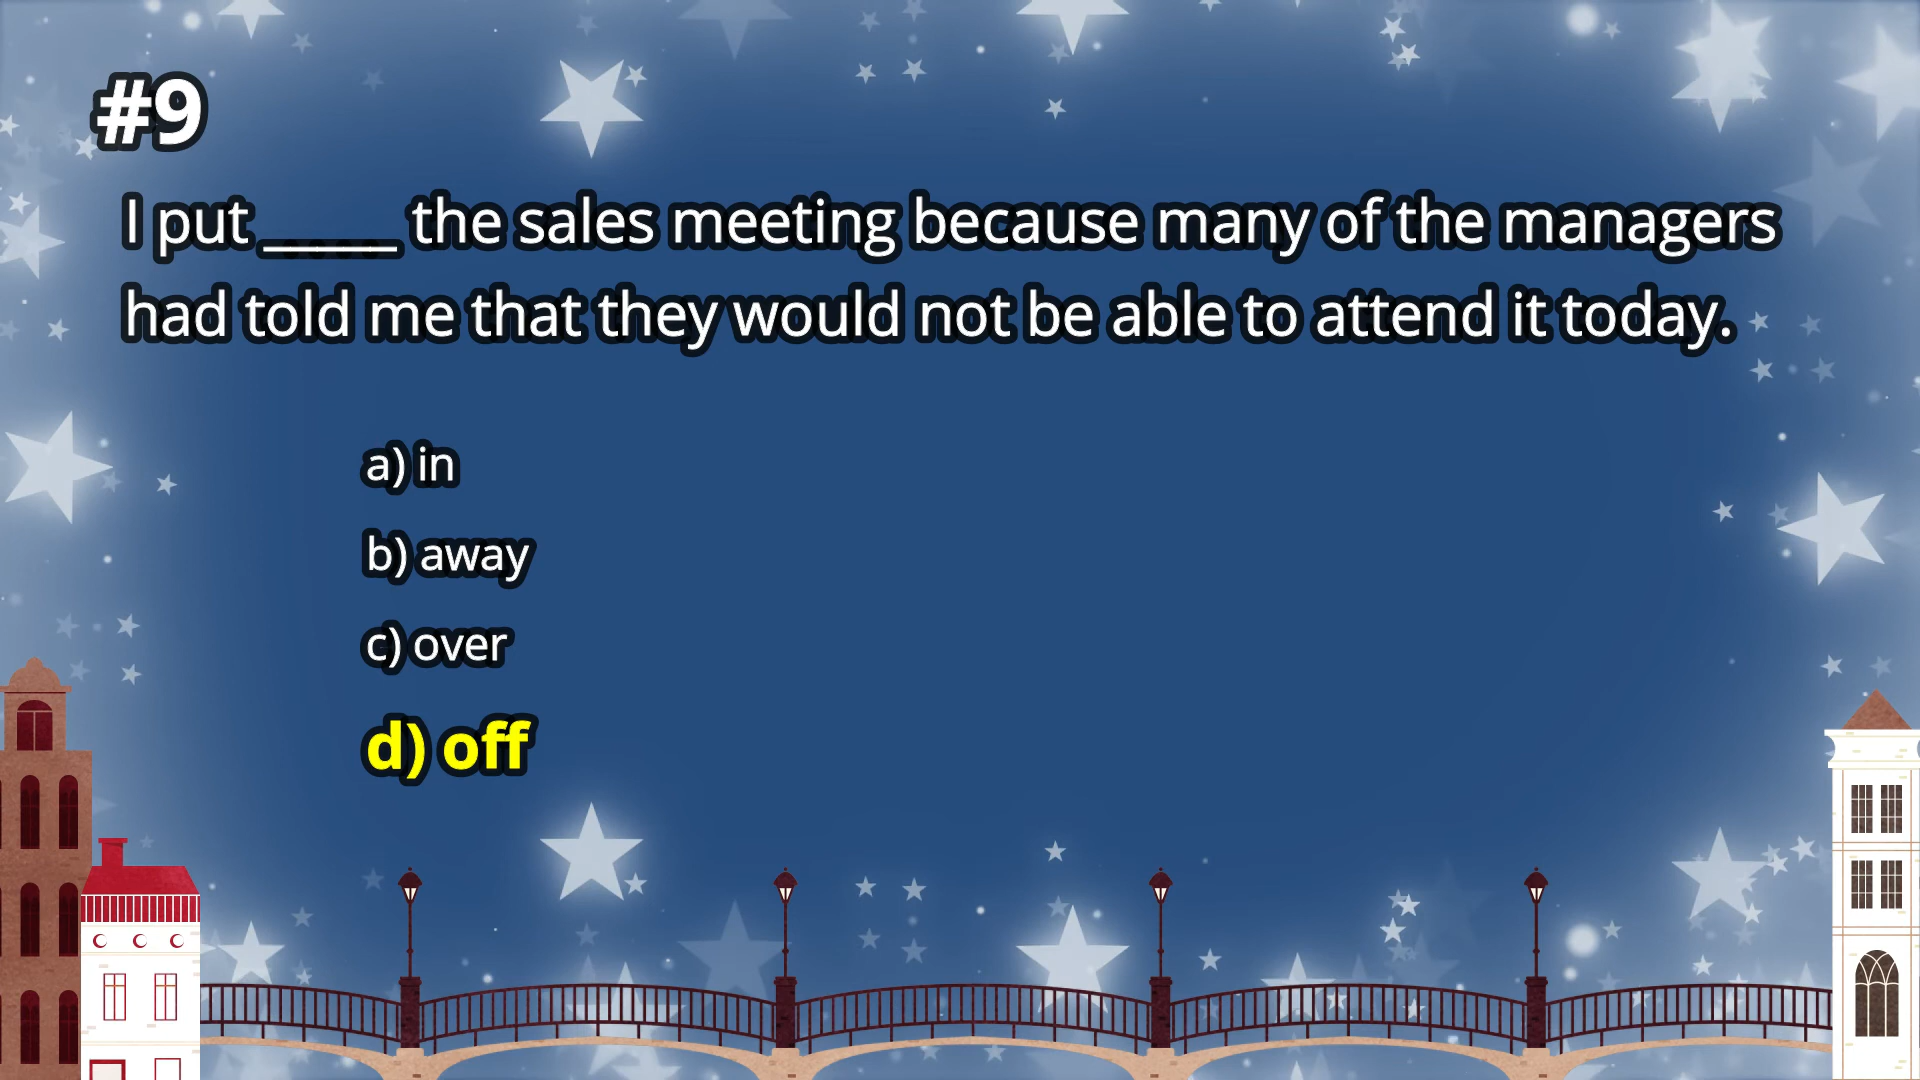 #9
I put _____ the sales meeting because many of the managers
had told me that they would not be able to attend it today.
a) in
b) away
c) over
d) off